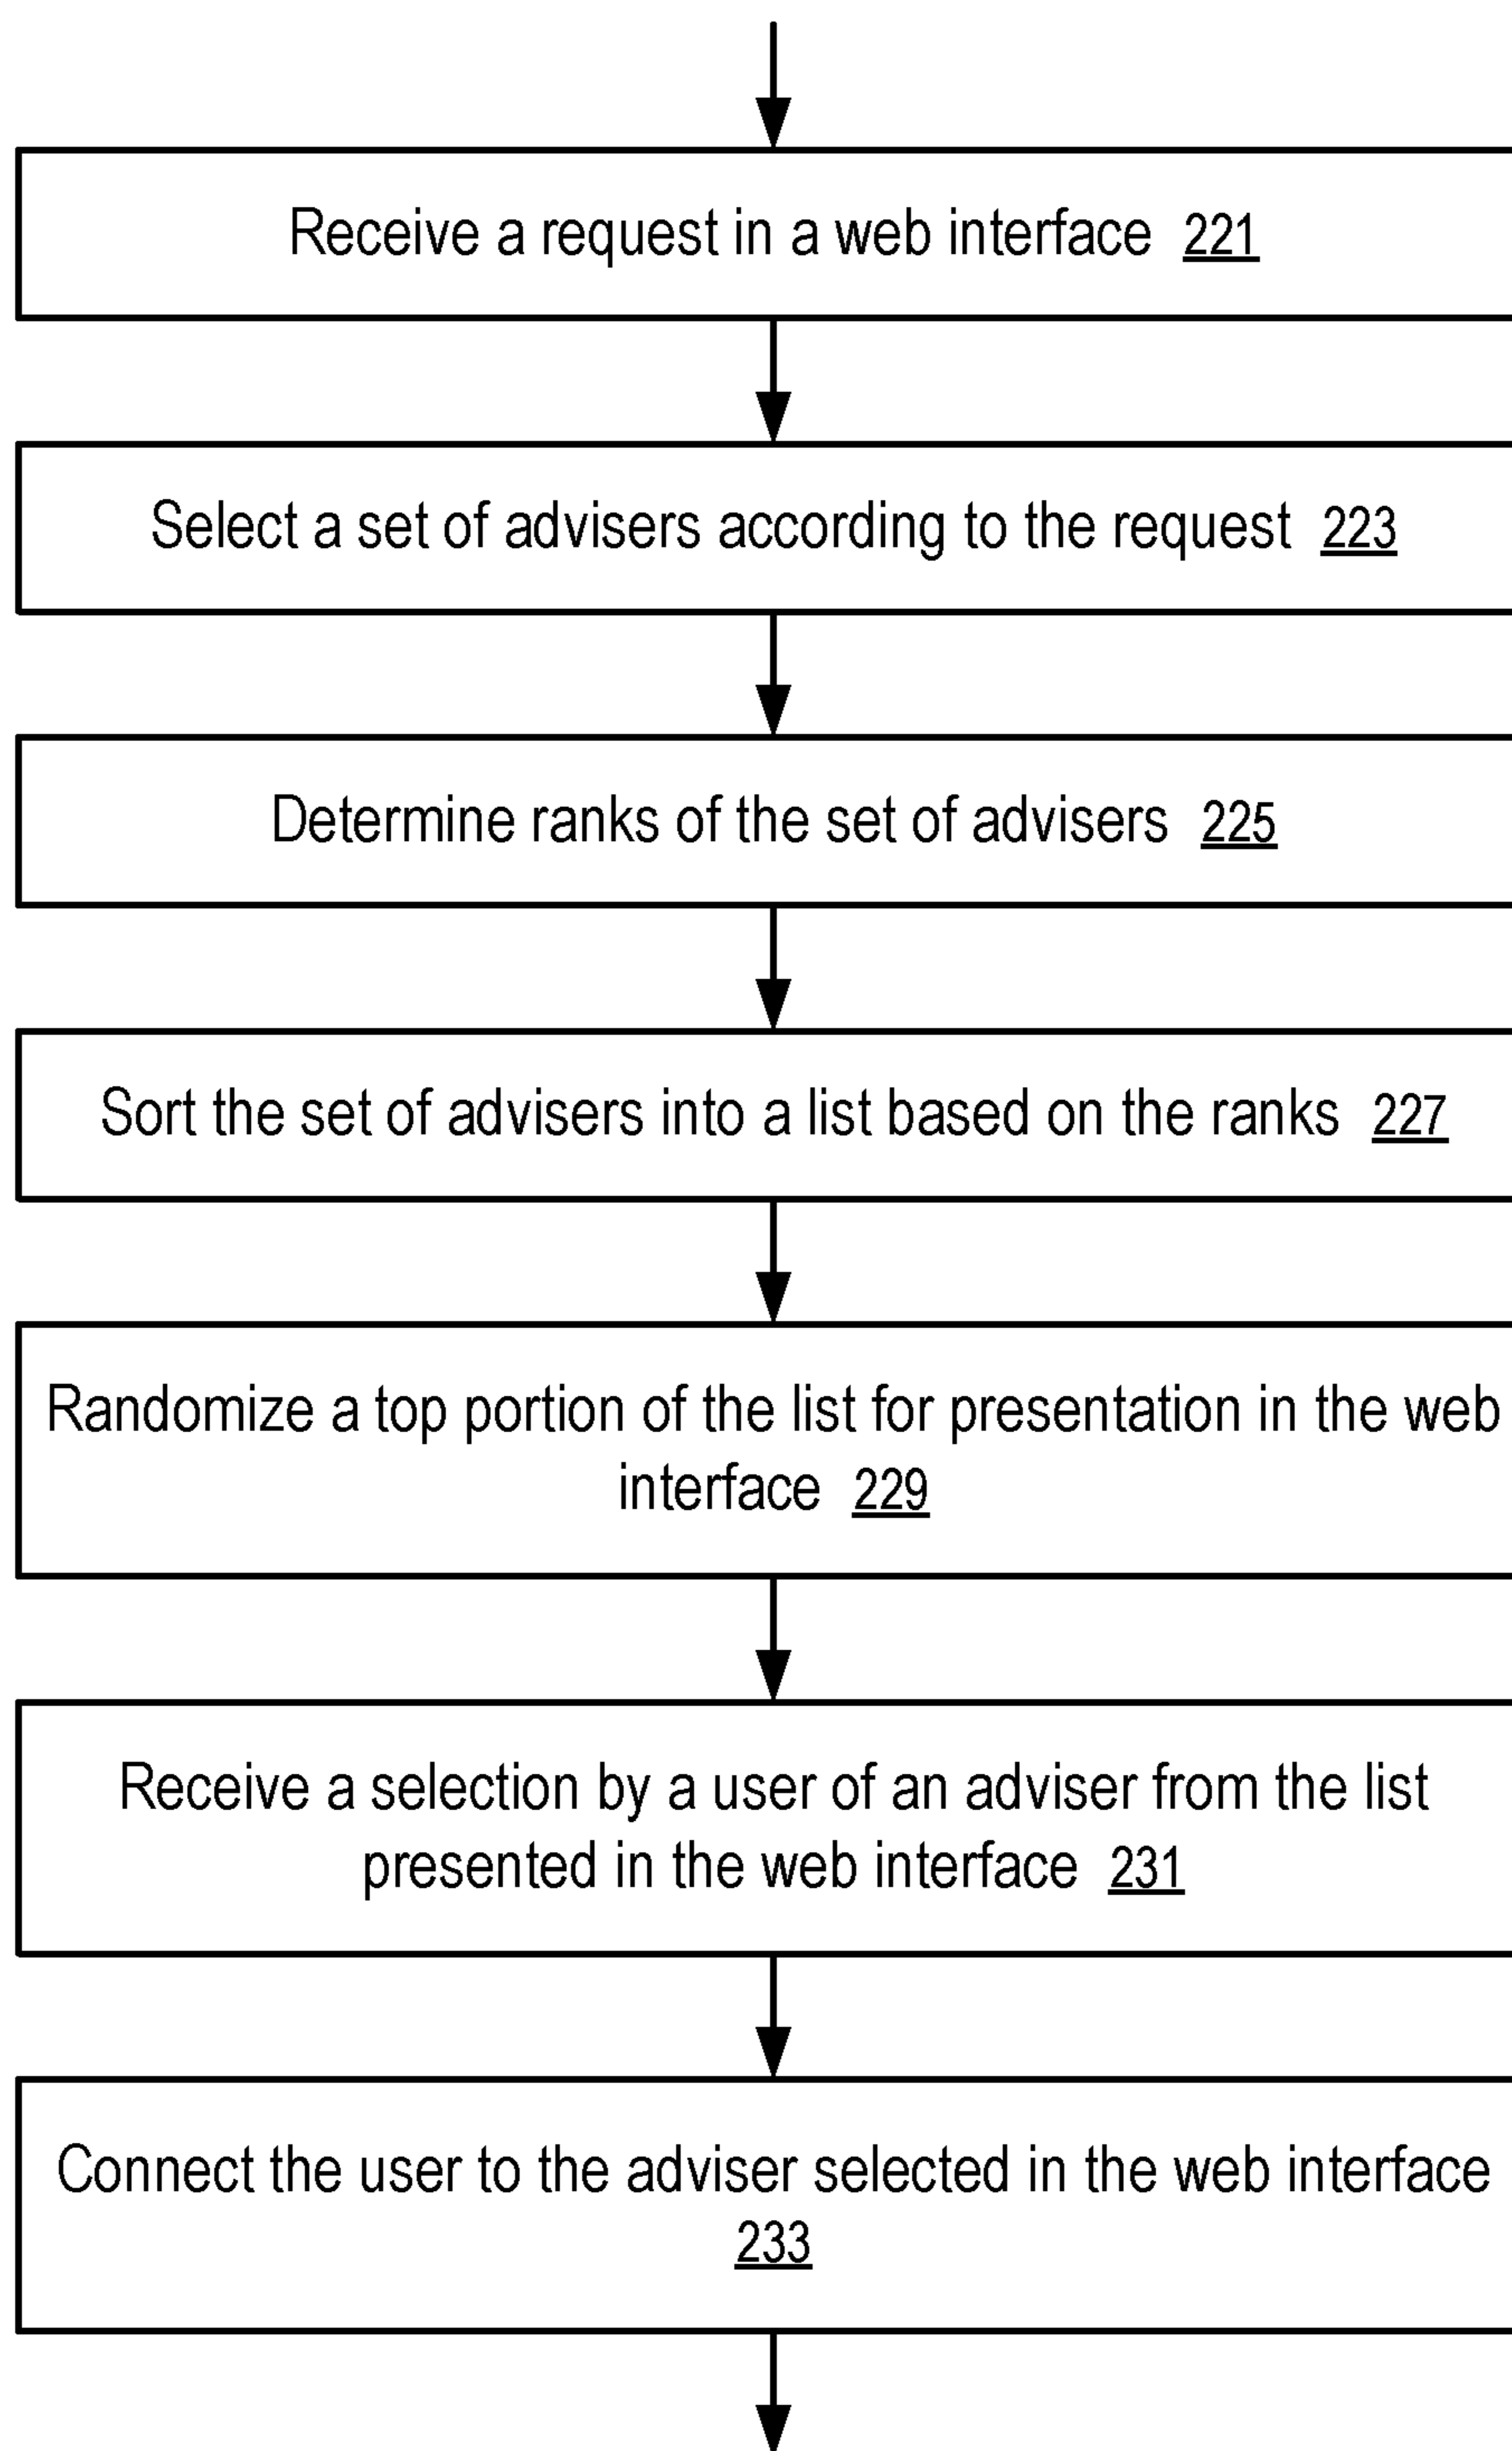 Receive a request in a web interface 221
Select a set of advisers according to the request 223
Determine ranks of the set of advisers 225
Sort the set of advisers into a list based on the ranks 227
Randomize a top portion of the list for presentation in the web
interface 229
Receive a selection by a user of an adviser from the list
presented in the web interface 231
Connect the user to the adviser selected in the web interface
233